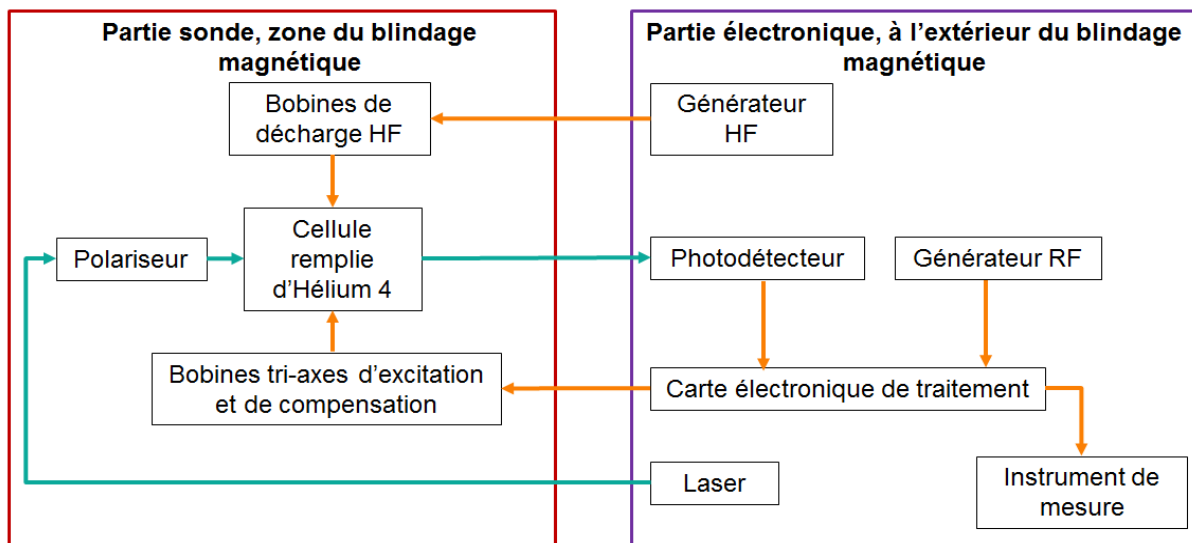 Partie sonde, zone du blindage
magnétique
Bobines de
décharge HF
Cellule
remplie
d'Hélium 4
Polariseur
Bobines tri-axes d'excitation
et de compensation
Partie électronique, à l'extérieur du blindage
magnétique
Générateur
HF
Photodétecteur
Générateur RF
Carte électronique de traitement
Laser
Instrument de
mesure